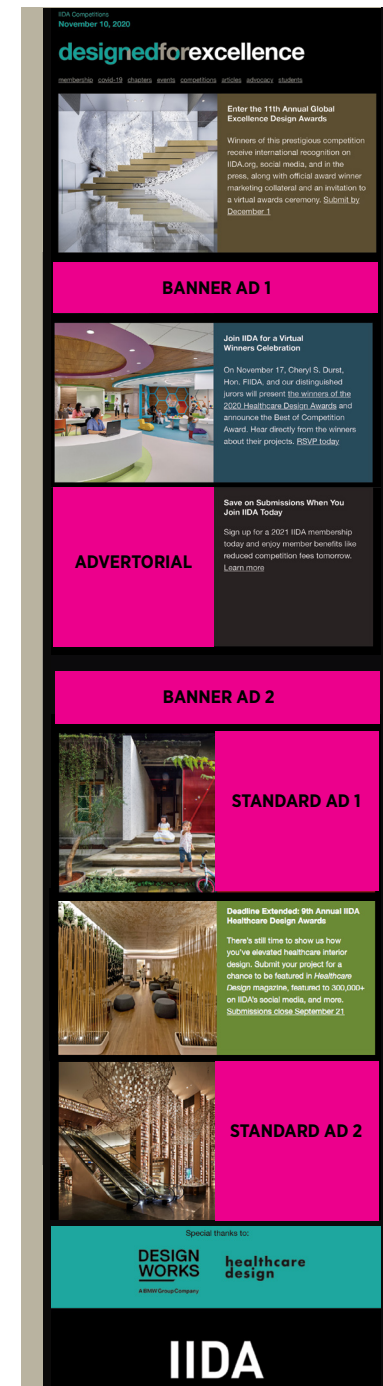 IIDA Competitions
November 10, 2020
designedforexcellence
membership covid-19 chapters events competitions articles advocacy students
Enter the 11th Annual Global
Excellence Design Awards
Winners of this prestigious competition
receive international recognition on
IIDA.org, social media, and in the
press, along with official award winner
marketing collateral and an invitation to
a virtual awards ceremony. Submit by
December 1
BANNER AD 1
Join IIDA for a Virtual
Winners Celebration
On November 17, Cheryl S. Durst,
Hon. FIIDA, and our distinguished
jurors will present the winners of the
2020 Healthcare Design Awards and
announce the Best of Competition
Award. Hear directly from the winners
about their projects. RSVP today
ADVERTORIAL
Save on Submissions When You
Join IIDA Today
Sign up for a 2021 IIDA membership
today and enjoy member benefits like
reduced competition fees tomorrow.
Learn more
BANNER AD 2
STANDARD AD 1
Deadline Extended: 9th Annual IIDA
Healthcare Design Awards
There's still time to show us how
you've elevated healthcare interior
design. Submit your project for a
chance to be featured in Healthcare
Design magazine, featured to 300,000+
on IIDA's social media, and more.
Submissions close September 21
STANDARD AD 2
Special thanks to:
DESIGN
WORKS
A BMW Group Company
healthcare
design
IIDA